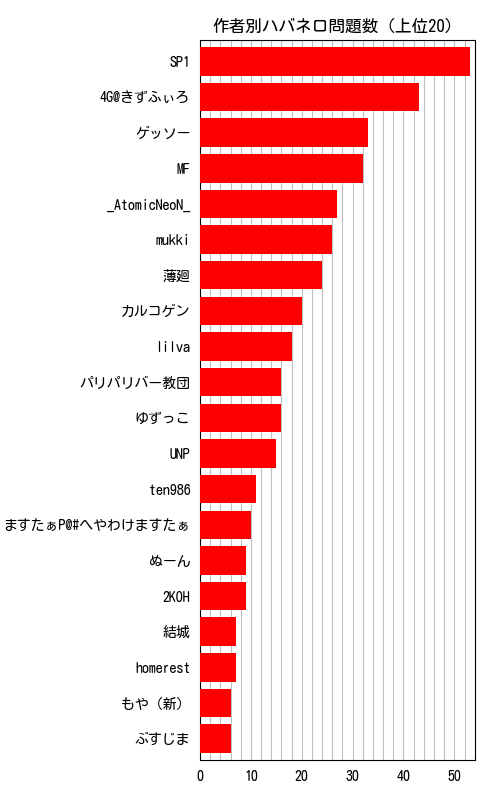 作者別ハバネロ問題数 (上位20)
SP1
4G@きずふぃろ
ゲッソー
MF
_AtomicNeoN_
mukki
薄廻
カルコゲン
lilva
パリパリバー教団
ゆずっこ
UNP
ten986
ますたぁP@#へやわけますたぁ
ぬーん
2KOH
結城
homerest
もや (新)
ぶすじま
0 10 20 30 40 50